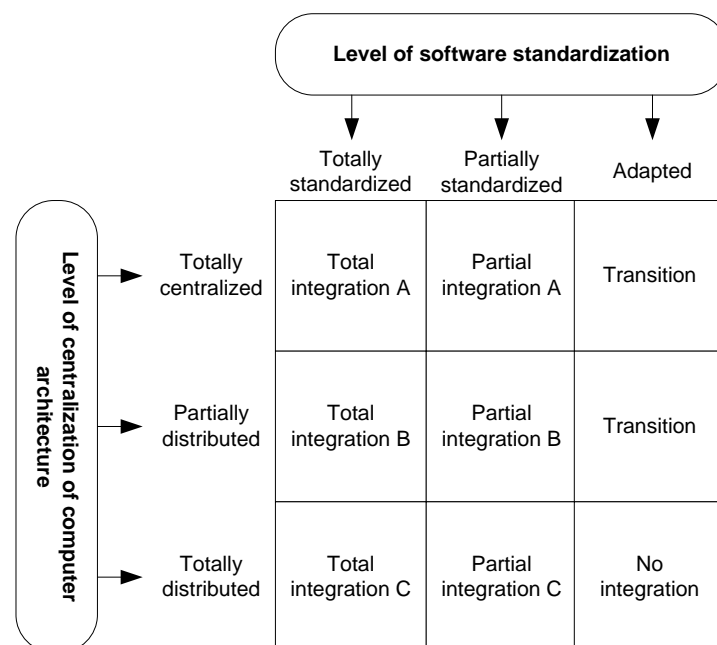 Level of software standardization
Totally
standardized
Partially
standardized
Adapted
Level of centralization of computer
architecture
Totally
centralized
Total
integration A
Partial
integration A
Transition
Partially
distributed
Total
integration B
Partial
integration B
Transition
Totally
distributed
Total
integration C
Partial
integration C
No
integration